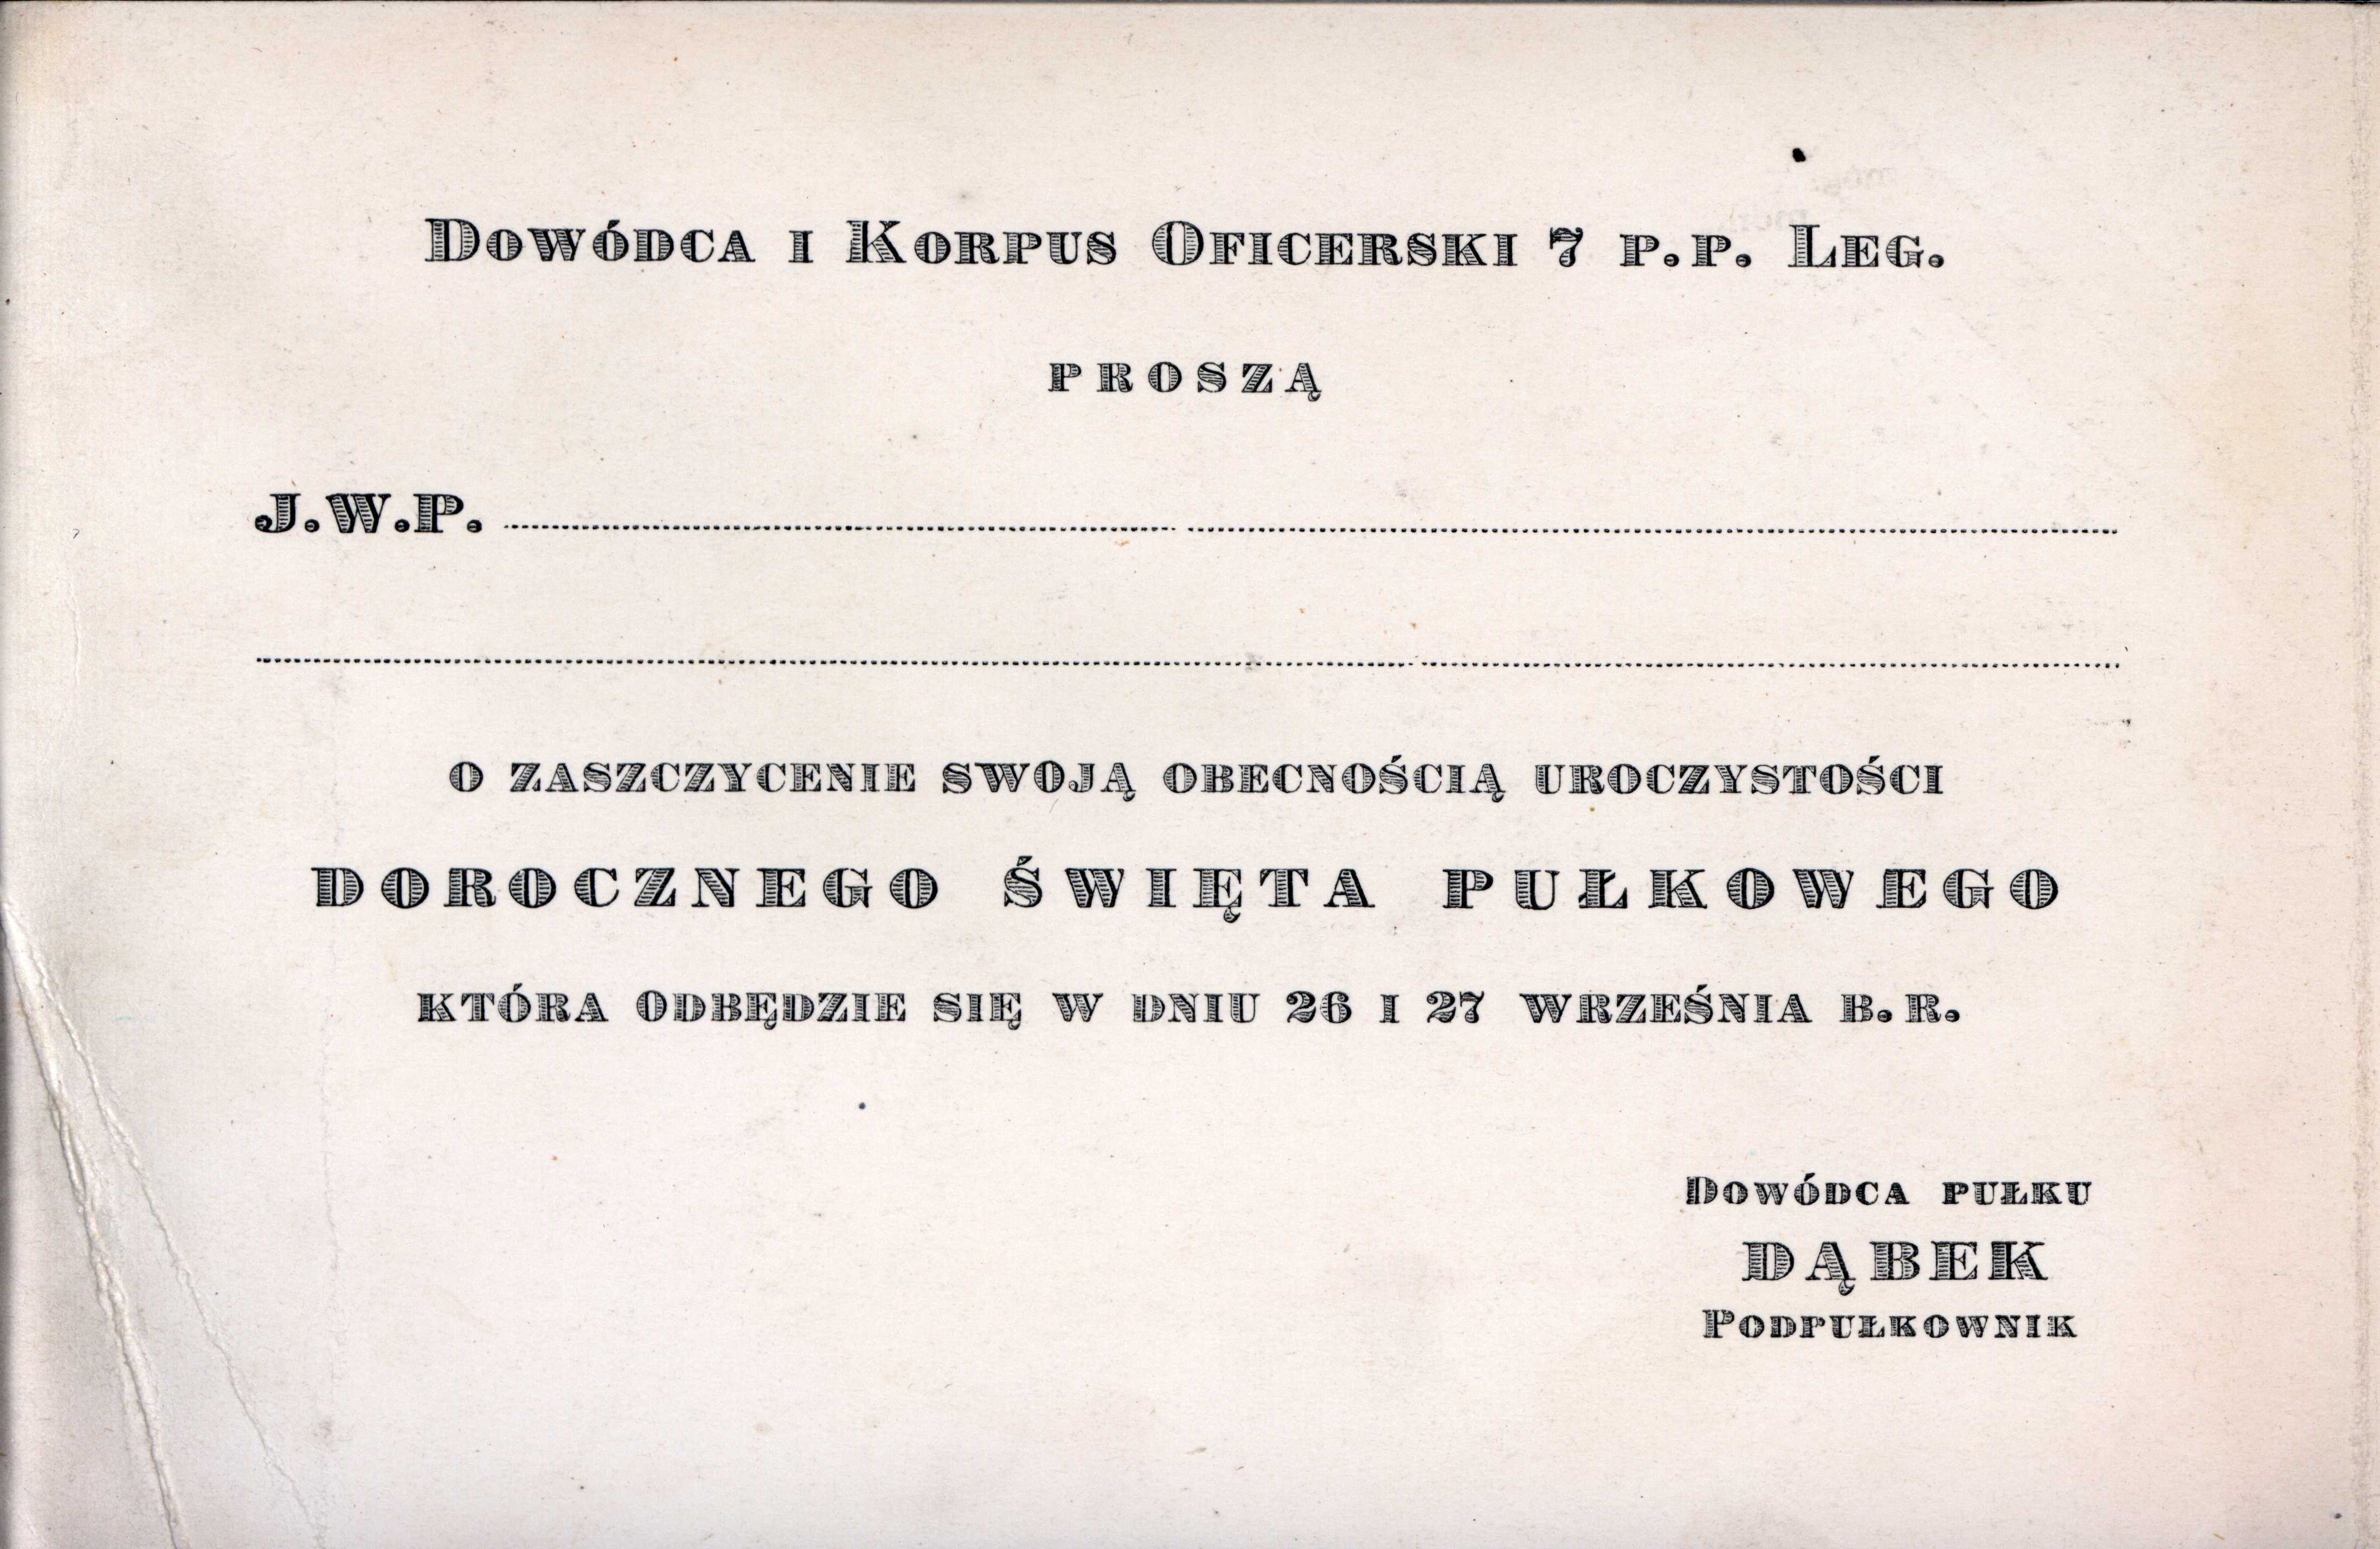 Dowódca i Korpus Oficerski 7 p.p. Leg.
PROSZĄ
J.W.P. ................................................................
................................................................
O ZASZCZYCENIE SWOJĄ OBECNOŚCIĄ UROCZYSTOŚCI
DOROCZNEGO ŚWIĘTA PUŁKOWEGO
KTÓRA ODBĘDZIE SIĘ W DNIU 26 I 27 WRZEŚNIA B. R.
Dowódca pułku
DĄBEK
Podpułkownik